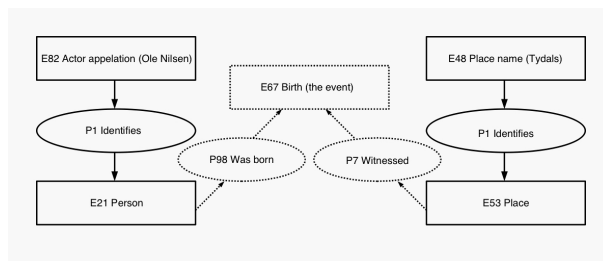 E82 Actor appelation (Ole Nilsen)
E48 Place name (Tydals)
E67 Birth (the event)
P1 Identifies
P1 Identifies
P98 Was born
P7 Witnessed
E21 Person
E53 Place